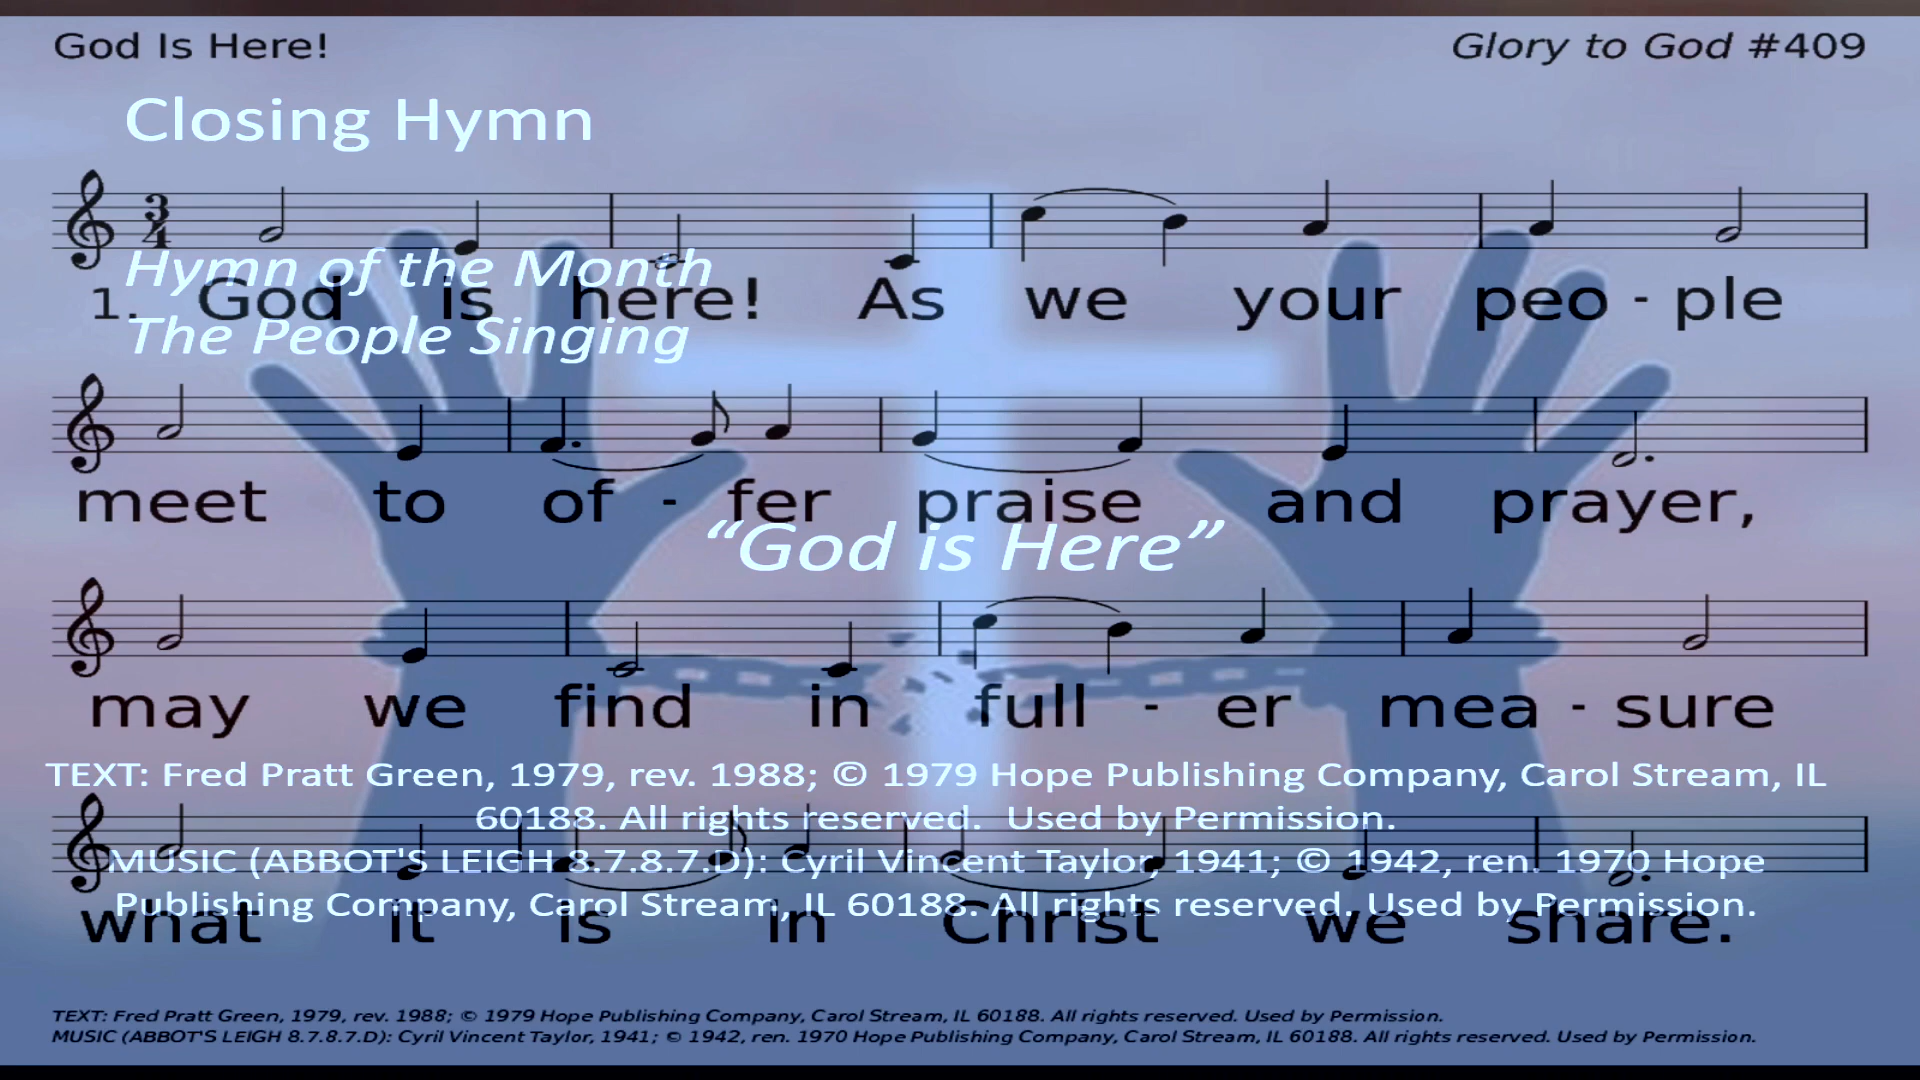 God Is Here!
Glory to God #409
Closing Hymn
3
4
Hymn of the Month
1. God is here! As we your peo - ple
The People Singing
meet to of - fer praise and prayer,
“God is Here”
may we find in full - er mea - sure
TEXT: Fred Pratt Green, 1979, rev. 1988; © 1979 Hope Publishing Company, Carol Stream, IL
60188. All rights reserved. Used by Permission.
MUSIC (ABBOT'S LEIGH 8.7.8.7.D): Cyril Vincent Taylor, 1941; © 1942, ren. 1970 Hope
Publishing Company, Carol Stream, IL 60188. All rights reserved. Used by Permission.
what it is in Christ we share.
TEXT: Fred Pratt Green, 1979, rev. 1988; © 1979 Hope Publishing Company, Carol Stream, IL 60188. All rights reserved. Used by Permission.
MUSIC (ABBOT'S LEIGH 8.7.8.7.D): Cyril Vincent Taylor, 1941; © 1942, ren. 1970 Hope Publishing Company, Carol Stream, IL 60188. All rights reserved. Used by Permission.